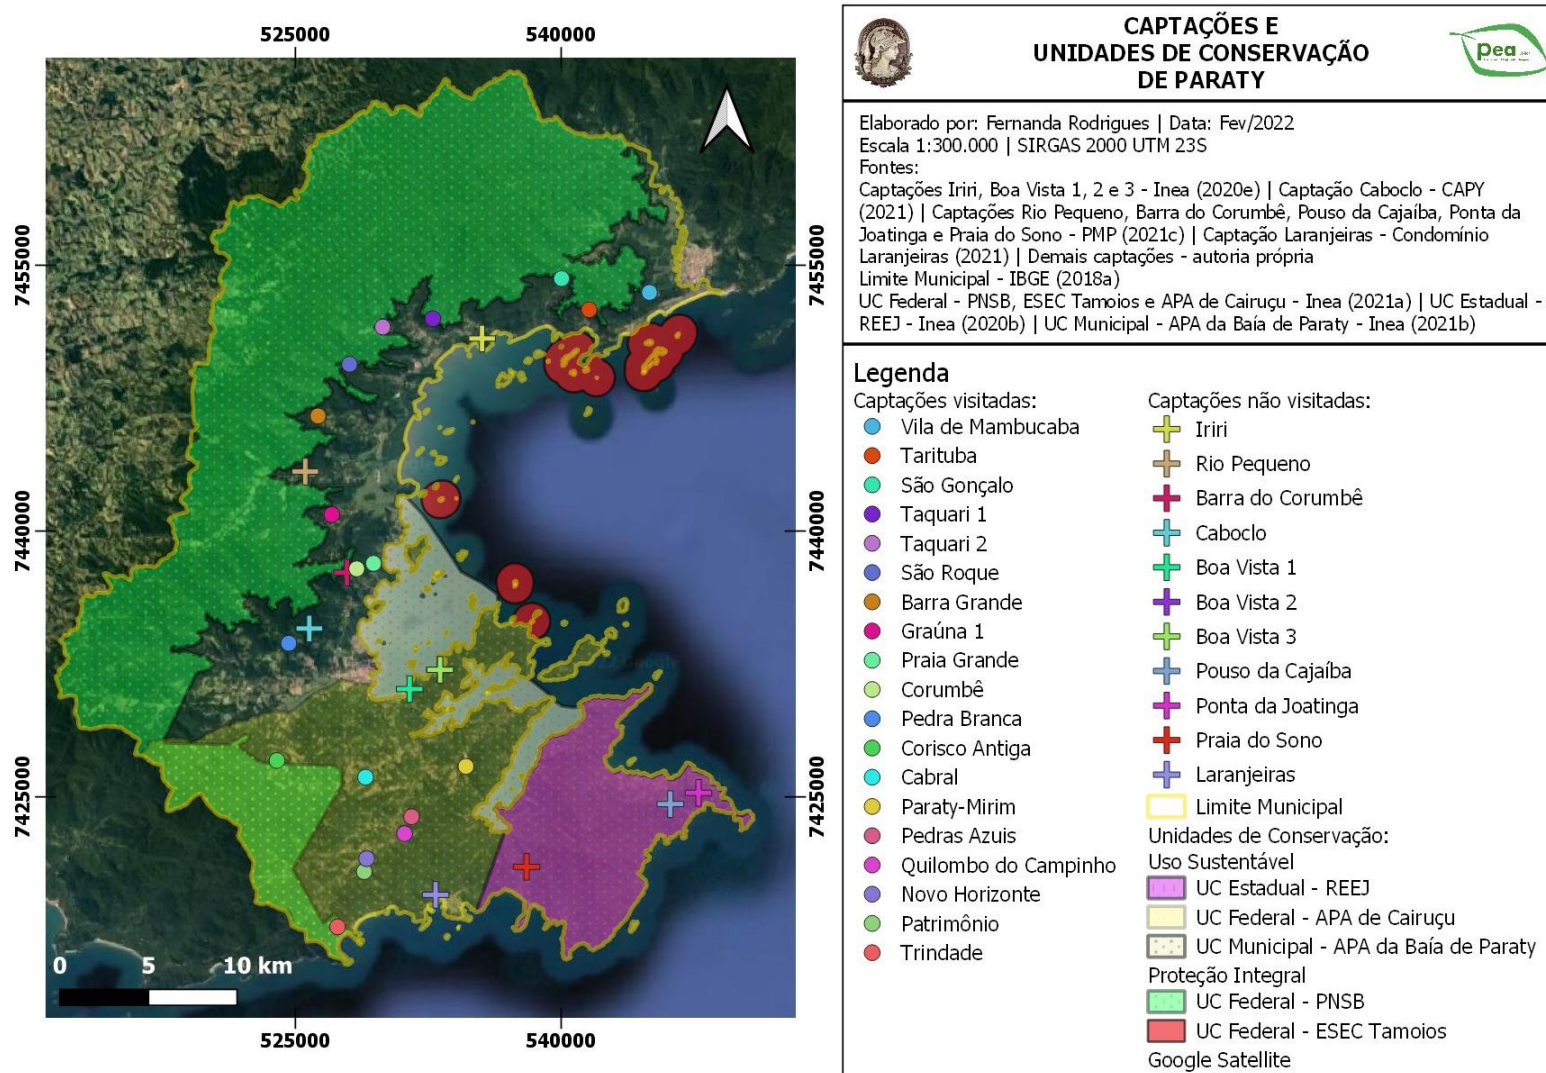 525000
540000
7455000
7455000
7440000
7440000
7425000
7425000
0 5 10 km
525000
540000
CAPTAÇÕES E
UNIDADES DE CONSERVAÇÃO
DE PARATY
pea
Elaborado por: Fernanda Rodrigues | Data: Fev/2022
Escala 1:300.000 | SIRGAS 2000 UTM 23S
Fontes:
Captações Iriri, Boa Vista 1, 2 e 3 - Inea (2020e) | Captação Caboclo - CAPY
(2021) | Captações Rio Pequeno, Barra do Corumbê, Pouso da Cajaíba, Ponta da
Joatinga e Praia do Sono - PMP (2021c) | Captação Laranjeiras - Condomínio
Laranjeiras (2021) | Demais captações - autoria própria
Limite Municipal - IBGE (2018a)
UC Federal - PNSB, ESEC Tamoios e APA de Cairuçu - Inea (2021a) | UC Estadual -
REEJ - Inea (2020b) | UC Municipal - APA da Baía de Paraty - Inea (2021b)
Legenda
Captações visitadas:
Vila de Mambucaba
Tarituba
São Gonçalo
Taquari 1
Taquari 2
São Roque
Barra Grande
Graúna 1
Praia Grande
Corumbê
Pedra Branca
Corisco Antiga
Cabral
Paraty-Mirim
Pedras Azuis
Quilombo do Campinho
Novo Horizonte
Patrimônio
Trindade
Captações não visitadas:
Iriri
Rio Pequeno
Barra do Corumbê
Caboclo
Boa Vista 1
Boa Vista 2
Boa Vista 3
Pouso da Cajaíba
Ponta da Joatinga
Praia do Sono
Laranjeiras
Limite Municipal
Unidades de Conservação:
Uso Sustentável
UC Estadual - REEJ
UC Federal - APA de Cairuçu
UC Municipal - APA da Baía de Paraty
Proteção Integral
UC Federal - PNSB
UC Federal - ESEC Tamoios
Google Satellite